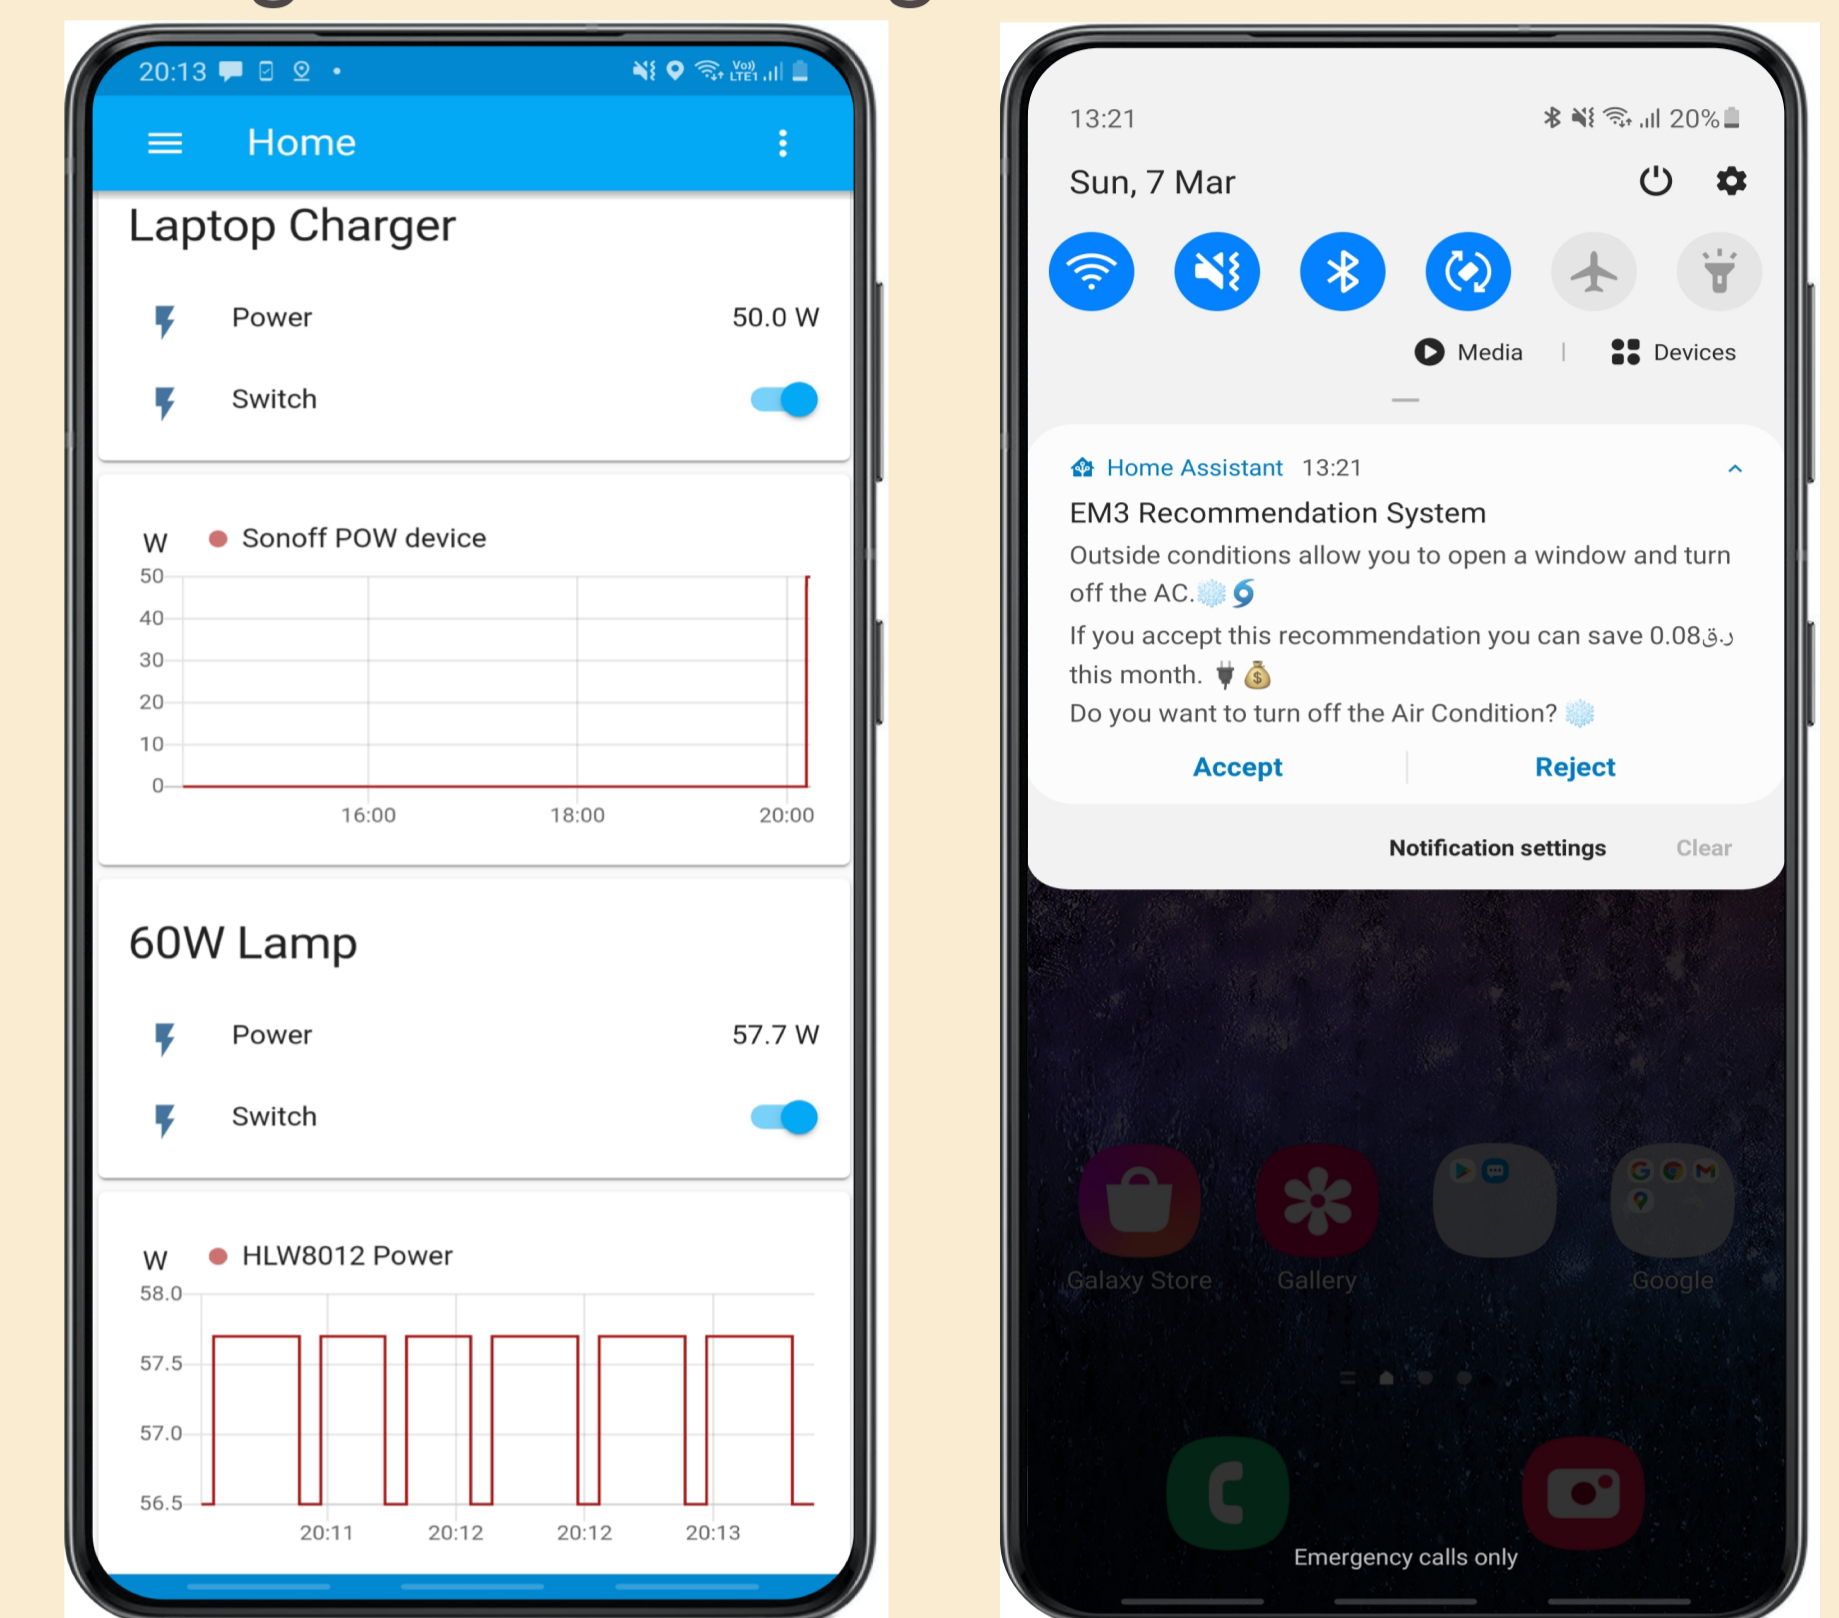 20:13
Vo))
LTE1
Home
Laptop Charger
Power 50.0 W
Switch
W Sonoff POW device
50
40
30
20
10
0
16:00 18:00 20:00
60W Lamp
Power 57.7 W
Switch
W HLW8012 Power
58.0
57.5
57.0
56.5
20:11 20:12 20:12 20:13
13:21 20%
Sun, 7 Mar
Media | Devices
Home Assistant 13:21
EM3 Recommendation System
Outside conditions allow you to open a window and turn
off the AC.❄️🌀
If you accept this recommendation you can save 0.08ر.ق
this month. 🔌💰
Do you want to turn off the Air Condition? ❄️
Accept Reject
Notification settings Clear
Galaxy Store Gallery Google
Emergency calls only